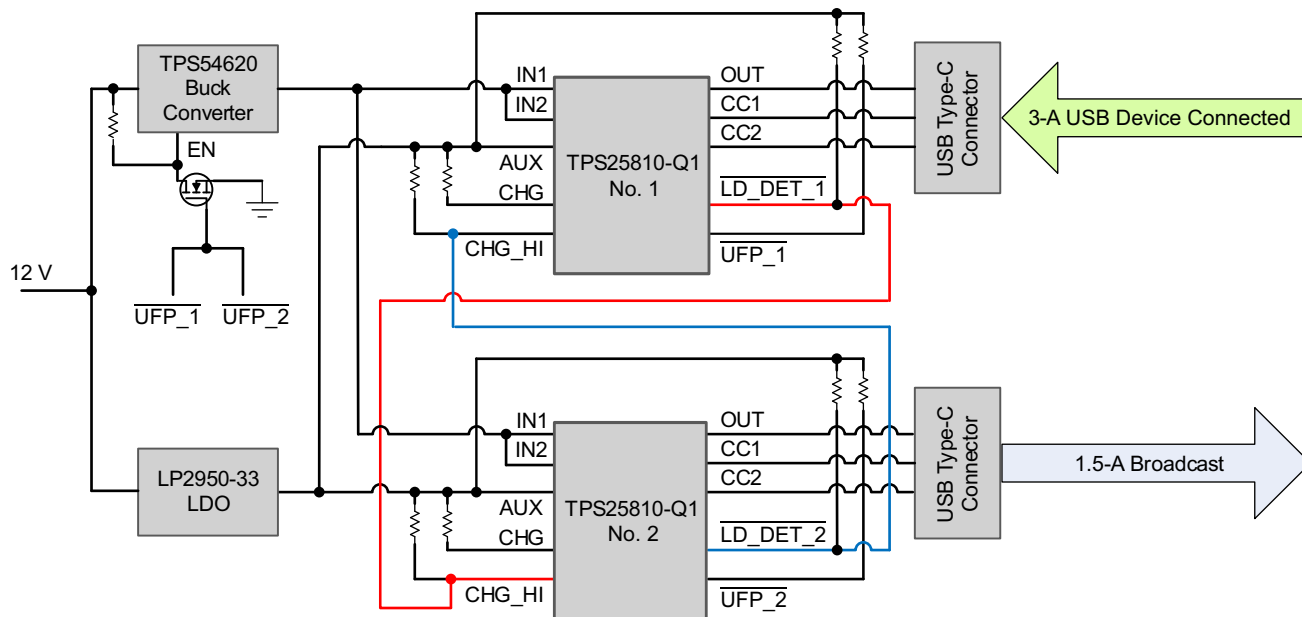 TPS54620
Buck
Converter
EN
12 V
UFP_1
UFP_2
LP2950-33
LDO
IN1
IN2
AUX
CHG
CHG_HI
TPS25810-Q1
No. 1
OUT
CC1
CC2
LD_DET_1
UFP_1
USB Type-C
Connector
3-A USB Device Connected
IN1
IN2
AUX
CHG
CHG_HI
TPS25810-Q1
No. 2
OUT
CC1
CC2
LD_DET_2
UFP_2
USB Type-C
Connector
1.5-A Broadcast